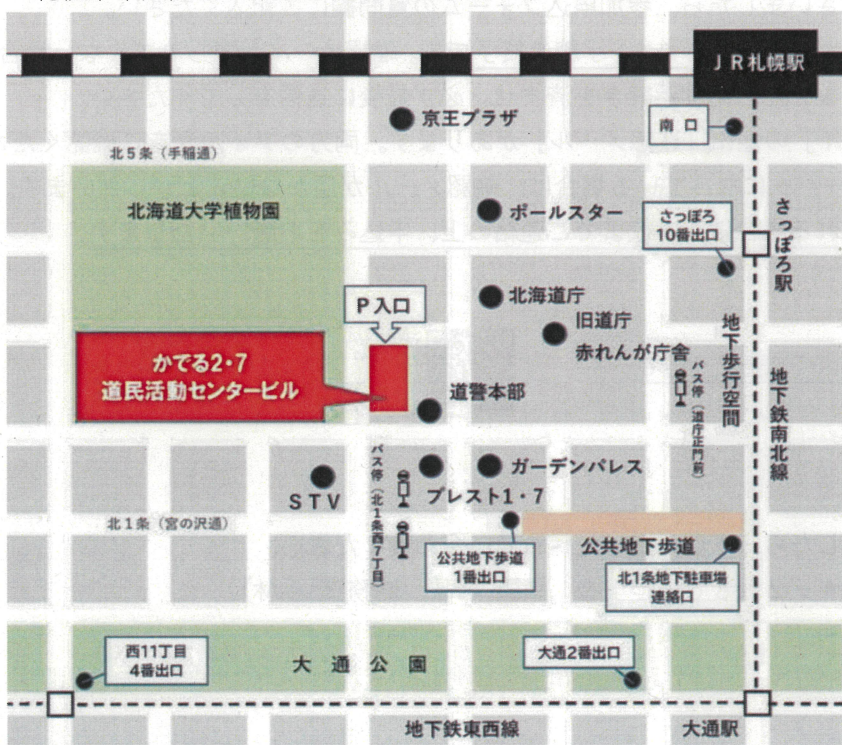 JR札幌駅
京王プラザ
南口
北5条（手稲通）
北海道大学植物園
ポールスター
さっぽろ
10番出口
さっぽろ駅
P入口
北海道庁
旧道庁
赤れんが庁舎
かでる2・7
道民活動センタービル
道警本部
バス停（道庁正門前）
地下歩行空間
地下鉄南北線
STV
バス停（北1条西7丁目）
ガーデンパレス
プレスト1・7
北1条（宮の沢通）
公共地下歩道
1番出口
公共地下歩道
北1条地下駐車場
連絡口
西11丁目
4番出口
大通公園
大通2番出口
地下鉄東西線
大通駅